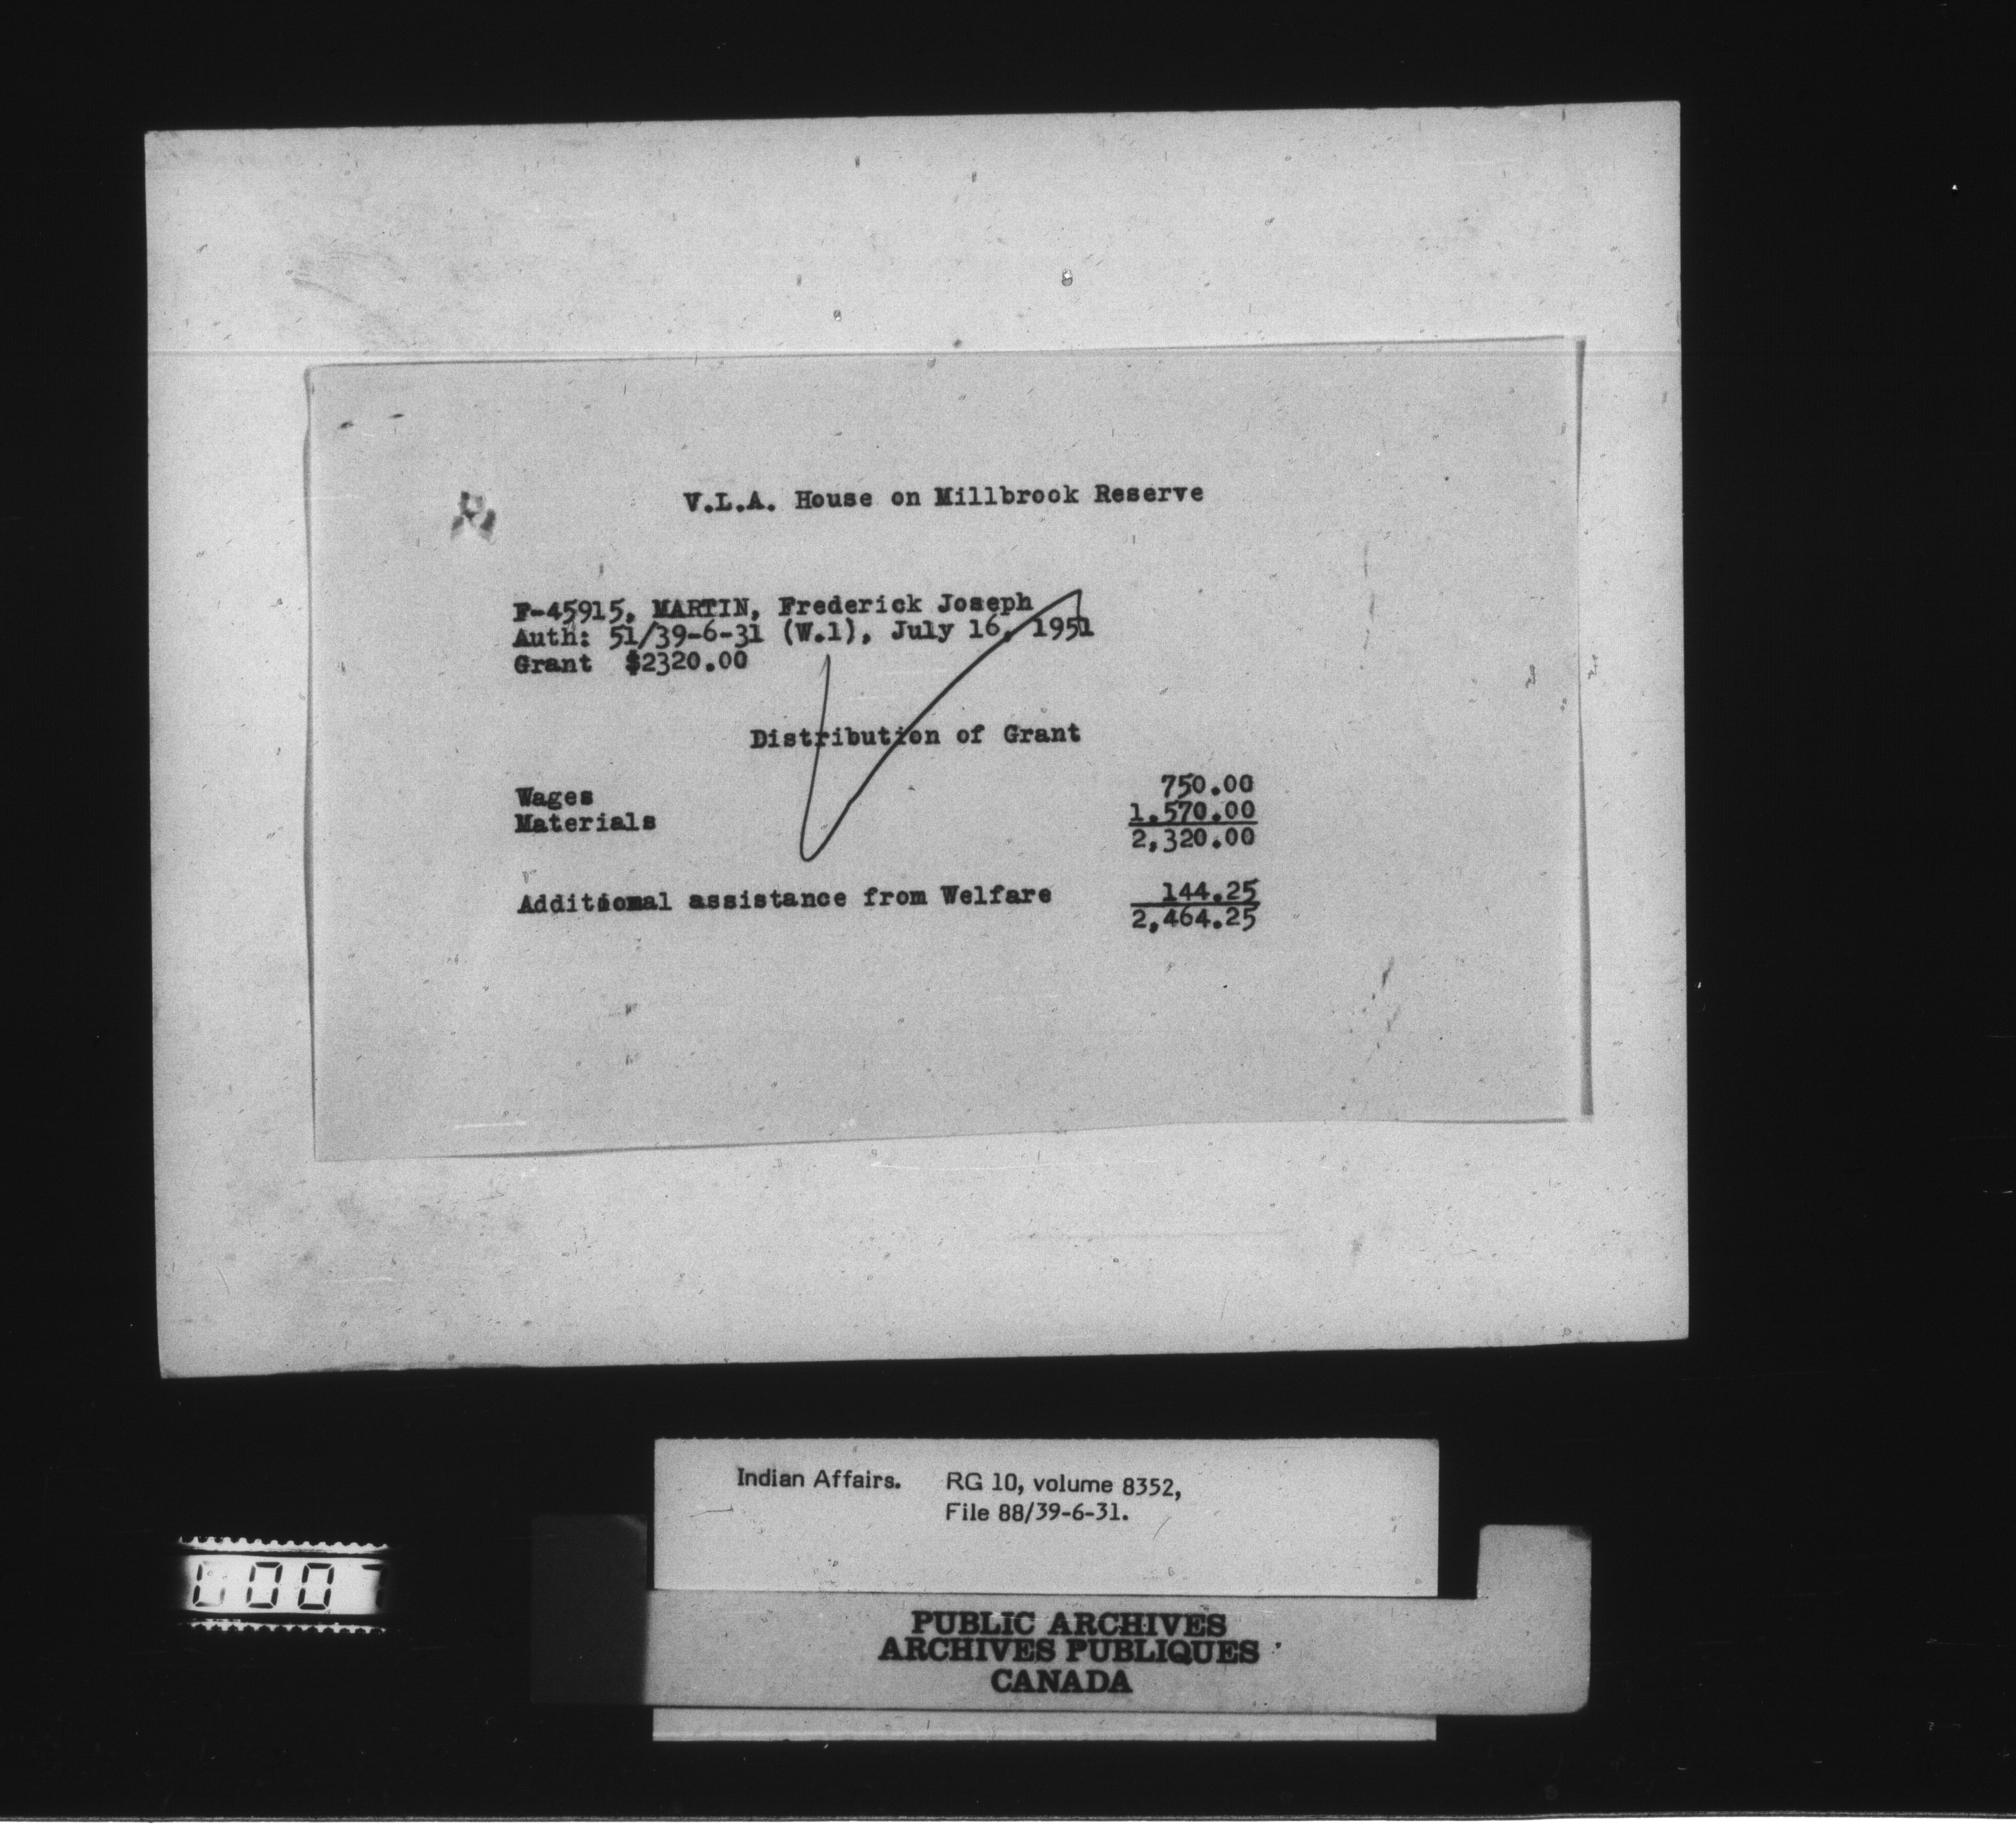 V.L.A. House on Millbrook Reserve
F-45915, MARTIN, Frederick Joseph
Auth: 51/39-6-31 (W.1), July 16, 1951
Grant $2320.00
Distribution of Grant
Wages 750.00
Materials 1,570.00
2,320.00
Additional assistance from Welfare 144.25
2,464.25
Indian Affairs. RG 10, volume 8352,
File 88/39-6-31.
PUBLIC ARCHIVES
ARCHIVES PUBLIQUES
CANADA